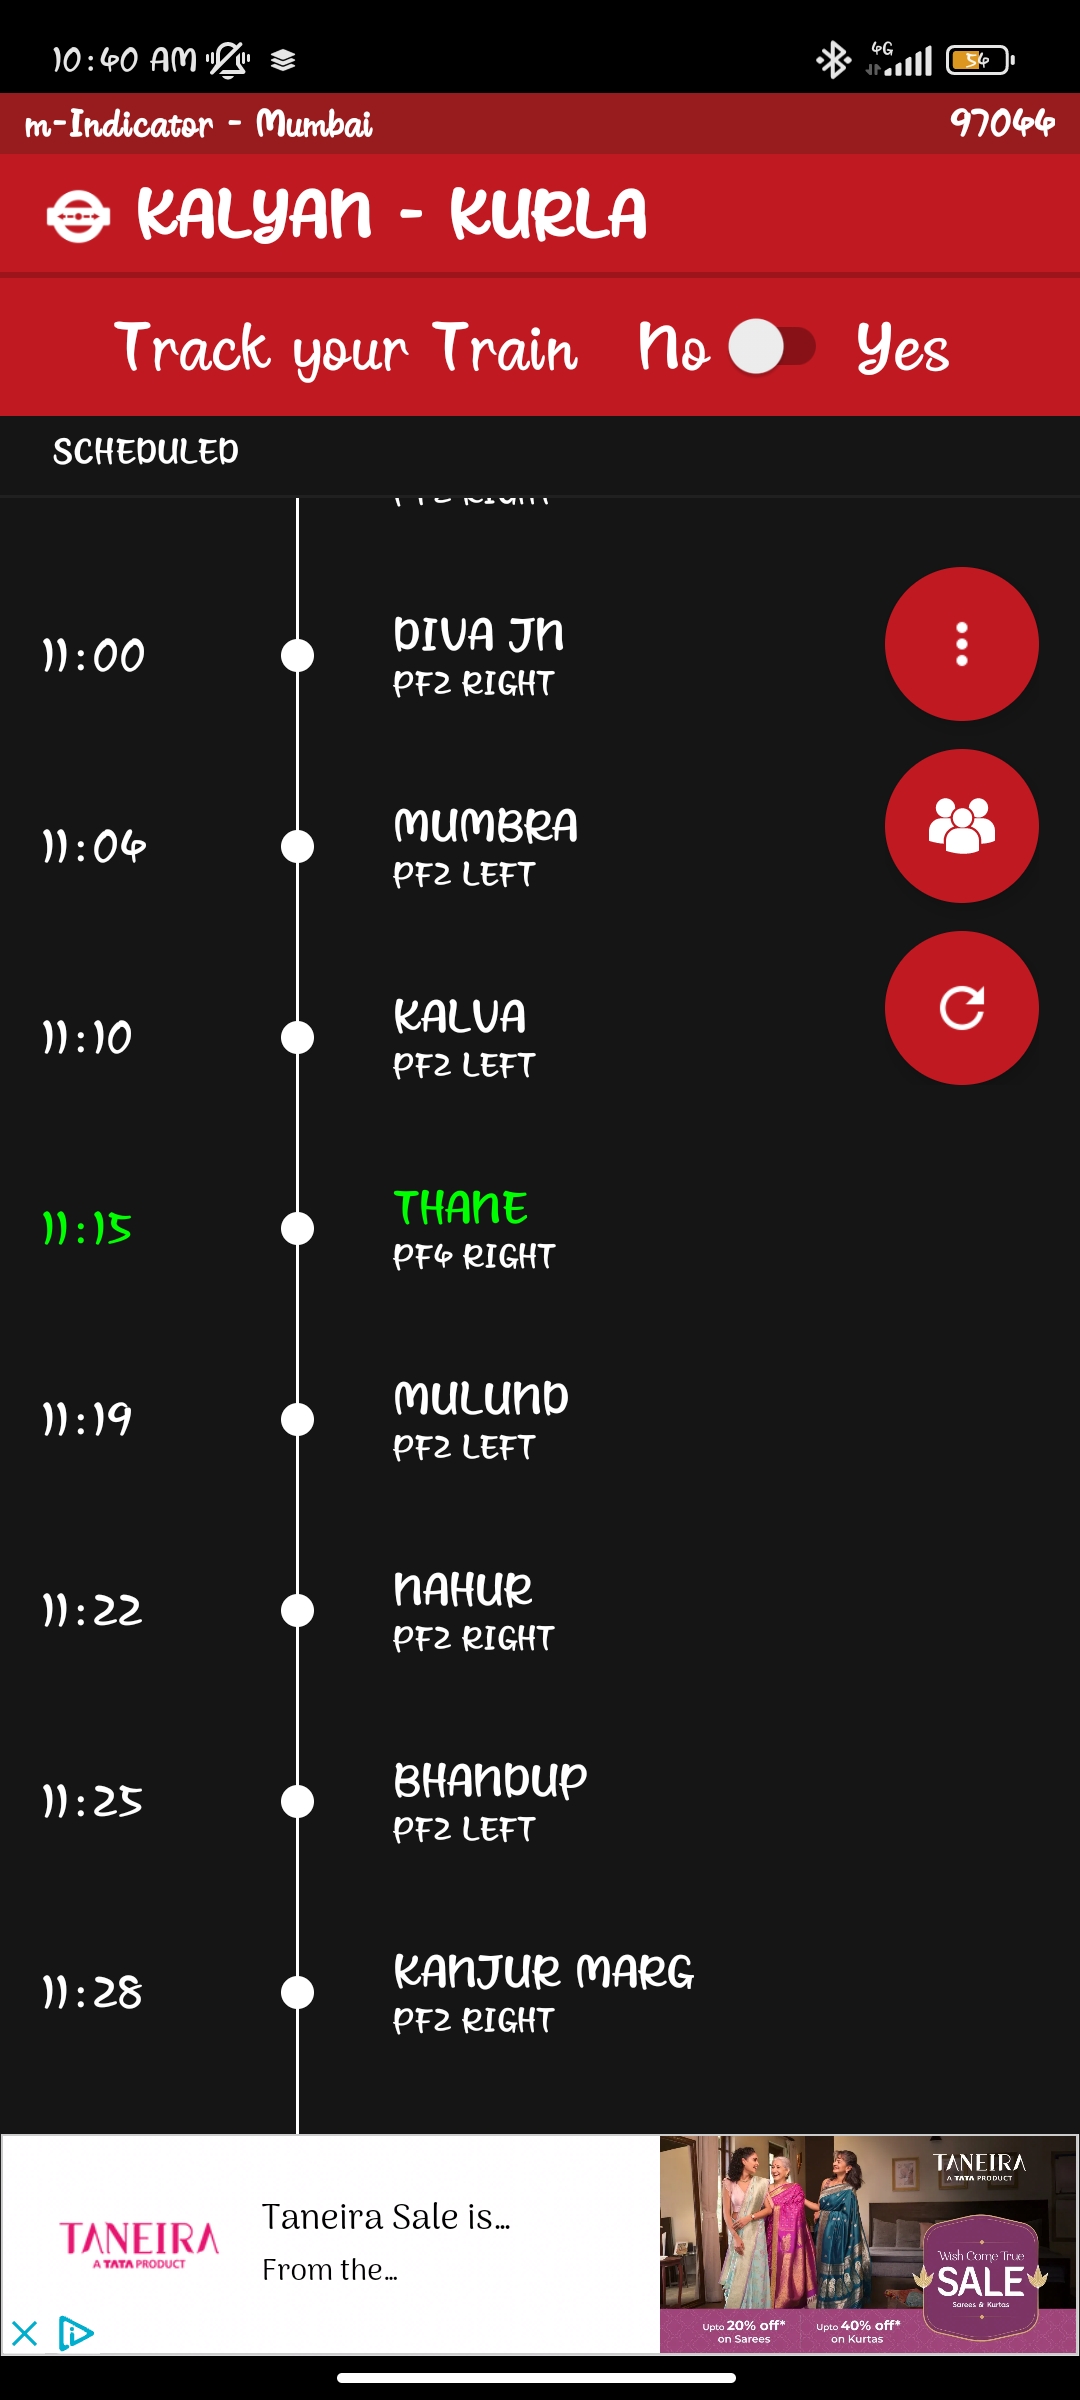 10:40 AM
4G
54
m-Indicator - Mumbai
97044
KALYAN - KURLA
Track your Train No Yes
SCHEDULED
PF2 RIGHT
11:00
DIVA JN
PF2 RIGHT
11:04
MUMBRA
PF2 LEFT
11:10
KALVA
PF2 LEFT
11:15
THANE
PF4 RIGHT
11:19
MULUND
PF2 LEFT
11:22
NAHUR
PF2 RIGHT
11:25
BHANDUP
PF2 LEFT
11:28
KANJUR MARG
PF2 RIGHT
TANEIRA
A TATA PRODUCT
Taneira Sale is...
From the...
TANEIRA
A TATA PRODUCT
Wish Come True
SALE
Sarees & Kurtas
Upto 20% off*
on Sarees
Upto 40% off*
on Kurtas